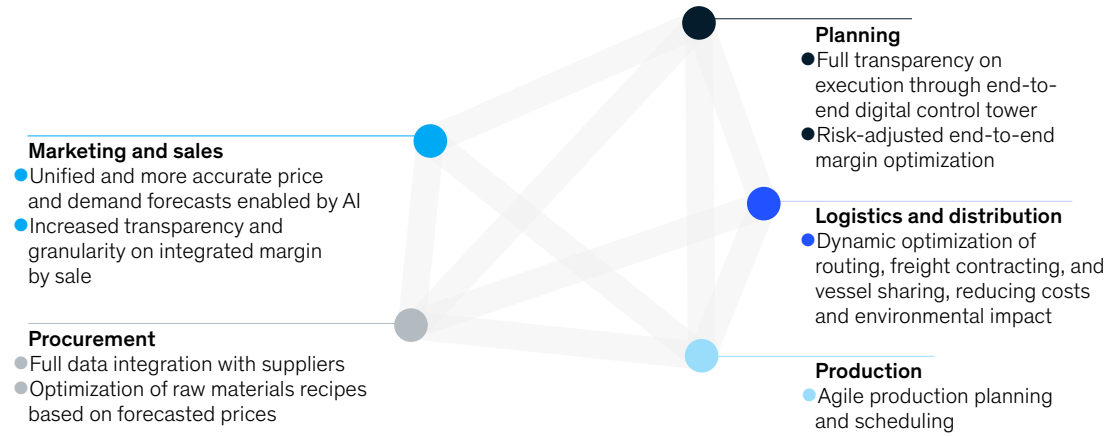 Marketing and sales
Unified and more accurate price
and demand forecasts enabled by AI
Increased transparency and
granularity on integrated margin
by sale
Procurement
Full data integration with suppliers
Optimization of raw materials recipes
based on forecasted prices
Planning
Full transparency on
execution through end-to-
end digital control tower
Risk-adjusted end-to-end
margin optimization
Logistics and distribution
Dynamic optimization of
routing, freight contracting, and
vessel sharing, reducing costs
and environmental impact
Production
Agile production planning
and scheduling